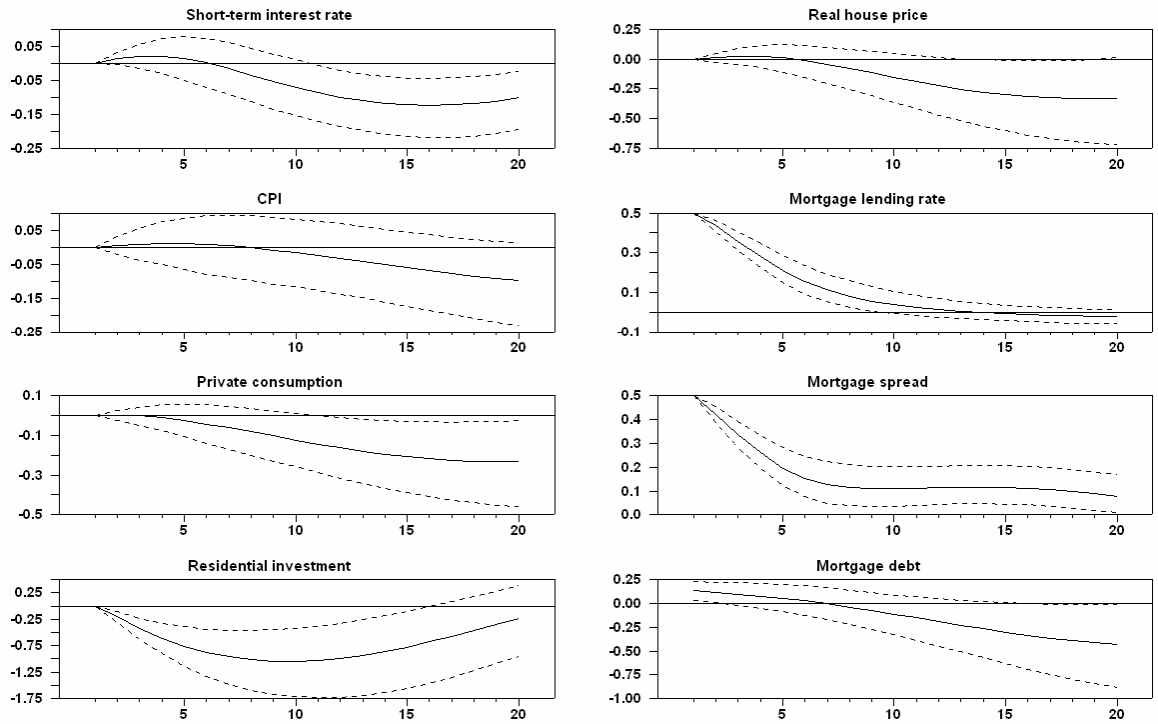 Short-term interest rate
0.05
-0.05
-0.15
-0.25
5 10 15 20
Real house price
0.25
0.00
-0.25
-0.50
-0.75
5 10 15 20
CPI
0.05
-0.05
-0.15
-0.25
5 10 15 20
Mortgage lending rate
0.5
0.3
0.1
-0.1
5 10 15 20
Private consumption
0.1
-0.1
-0.3
-0.5
5 10 15 20
Mortgage spread
0.5
0.4
0.3
0.2
0.1
0.0
5 10 15 20
Residential investment
0.25
-0.25
-0.75
-1.25
-1.75
5 10 15 20
Mortgage debt
0.25
0.00
-0.25
-0.50
-0.75
-1.00
5 10 15 20